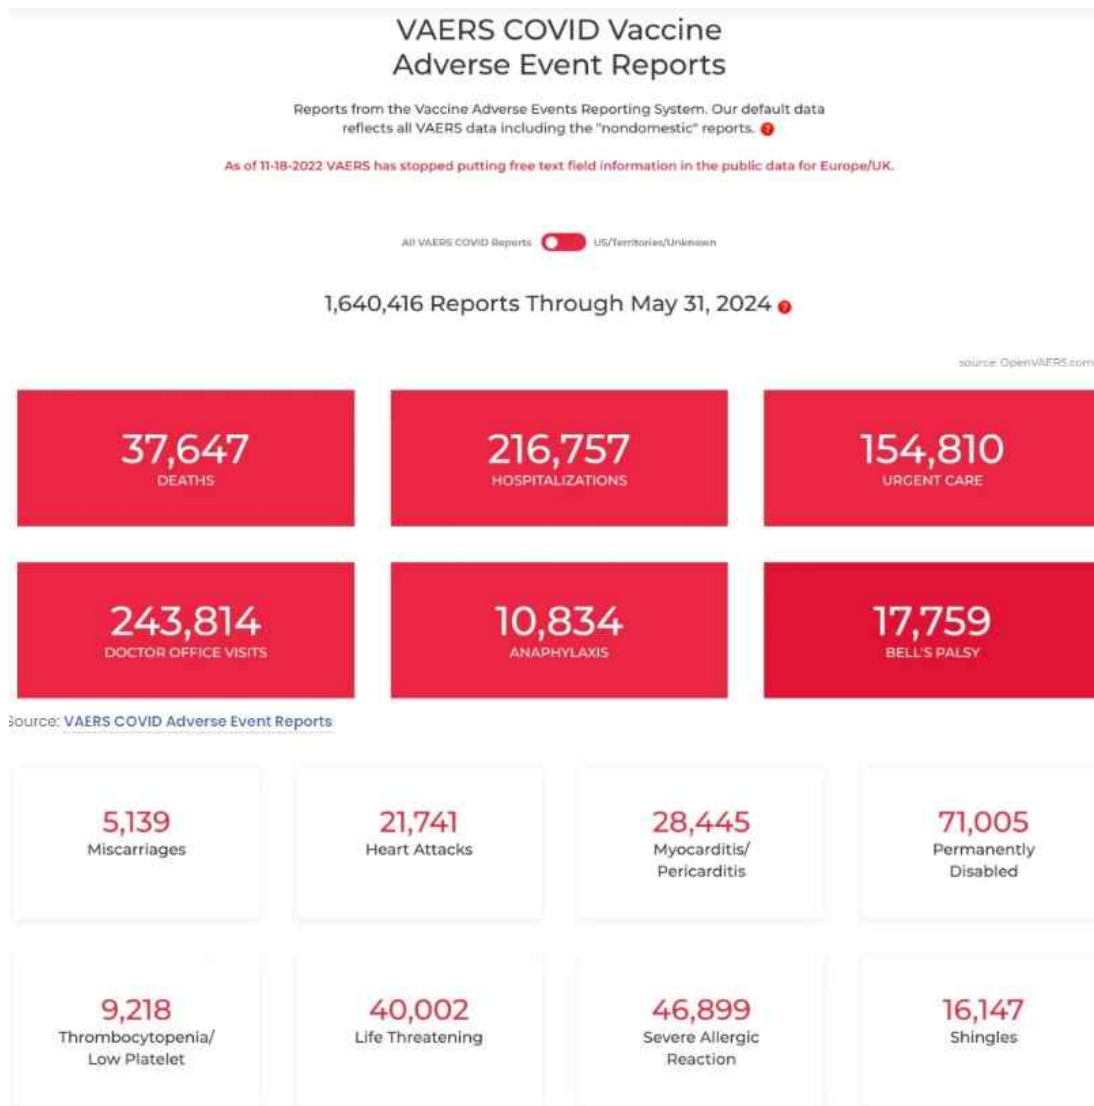 VAERS COVID Vaccine
Adverse Event Reports
Reports from the Vaccine Adverse Events Reporting System. Our default data
reflects all VAERS data including the "nondomestic" reports. ?
As of 11-18-2022 VAERS has stopped putting free text field information in the public data for Europe/UK.
All VAERS COVID Reports US/Territories/Unknown
1,640,416 Reports Through May 31, 2024 ?
source: OpenVAERS.com
37,647 216,757 154,810
DEATHS HOSPITALIZATIONS URGENT CARE
243,814 10,834 17,759
DOCTOR OFFICE VISITS ANAPHYLAXIS BELL'S PALSY
Source: VAERS COVID Adverse Event Reports
5,139 21,741 28,445 71,005
Miscarriages Heart Attacks Myocarditis/ Permanently
Pericarditis Disabled
9,218 40,002 46,899 16,147
Thrombocytopenia/ Life Threatening Severe Allergic Shingles
Low Platelet Reaction